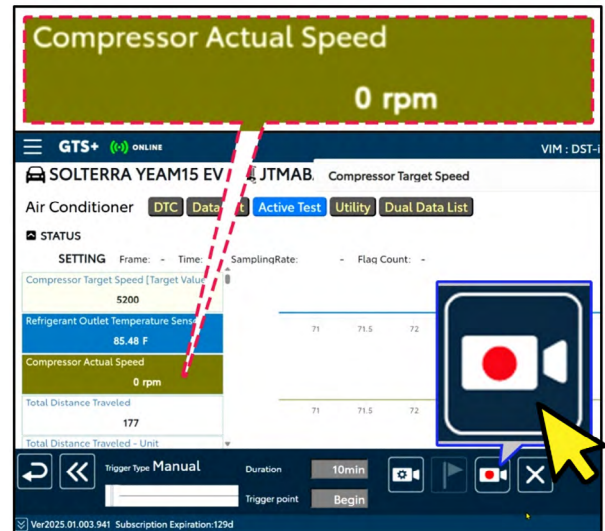 Compressor Actual Speed
0 rpm
GTS+ ONLINE
VIM : DST-i
SOLTERRA YEAM15 EV JTMAB
Compressor Target Speed
Air Conditioner DTC Data Active Test Utility Dual Data List
STATUS
SETTING Frame: - Time: SamplingRate: - Flag Count: -
Compressor Target Speed [Target Value
5200
Refrigerant Outlet Temperature Sens
85.48 F
71 71.5 72
Compressor Actual Speed
0 rpm
Total Distance Traveled
177
71 71.5 72
Total Distance Traveled - Unit
Trigger Type Manual
Duration 10min
Trigger point Begin
Ver2025.01.003.941 Subscription Expiration:129d